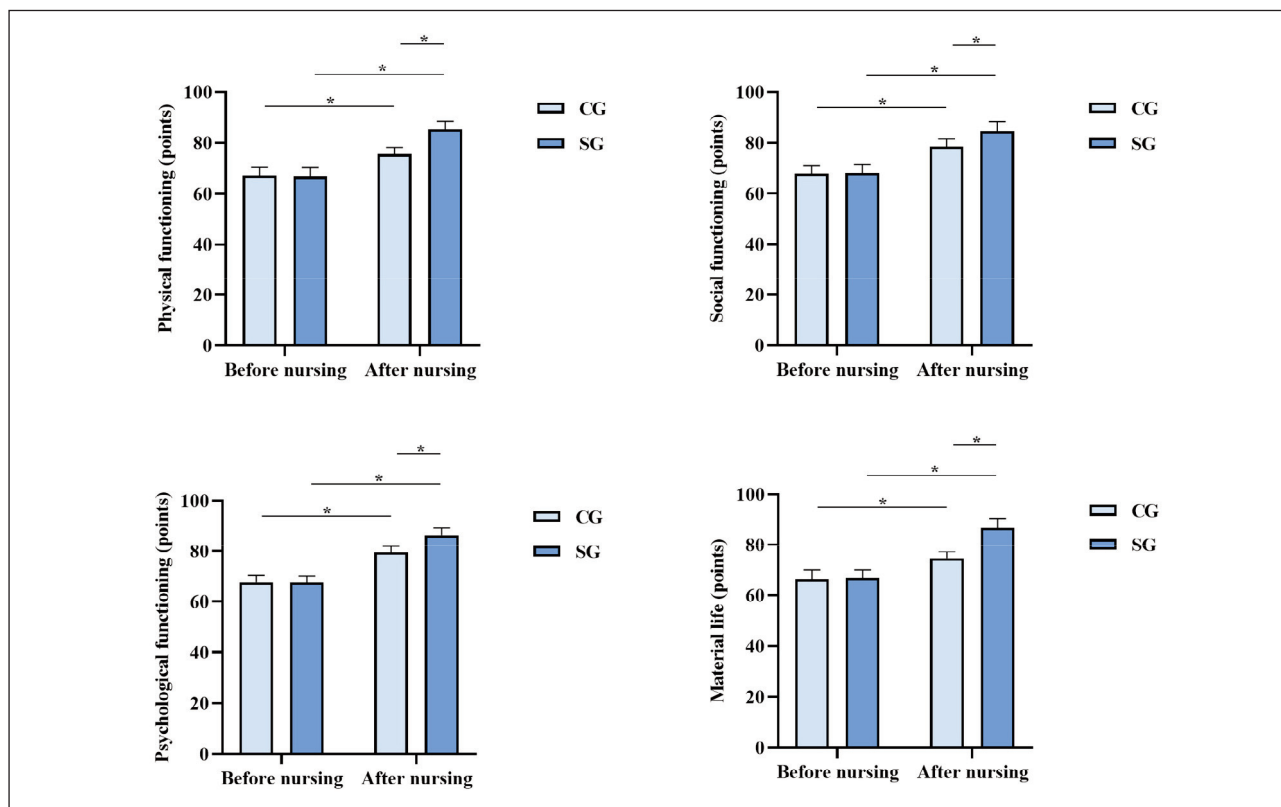 *
*
*
Physical functioning (points)
100
80
60
40
20
0
Before nursing After nursing
CG
SG
*
*
*
Social functioning (points)
100
80
60
40
20
0
Before nursing After nursing
CG
SG
*
*
*
Psychological functioning (points)
100
80
60
40
20
0
Before nursing After nursing
CG
SG
*
*
*
Material life (points)
100
80
60
40
20
0
Before nursing After nursing
CG
SG